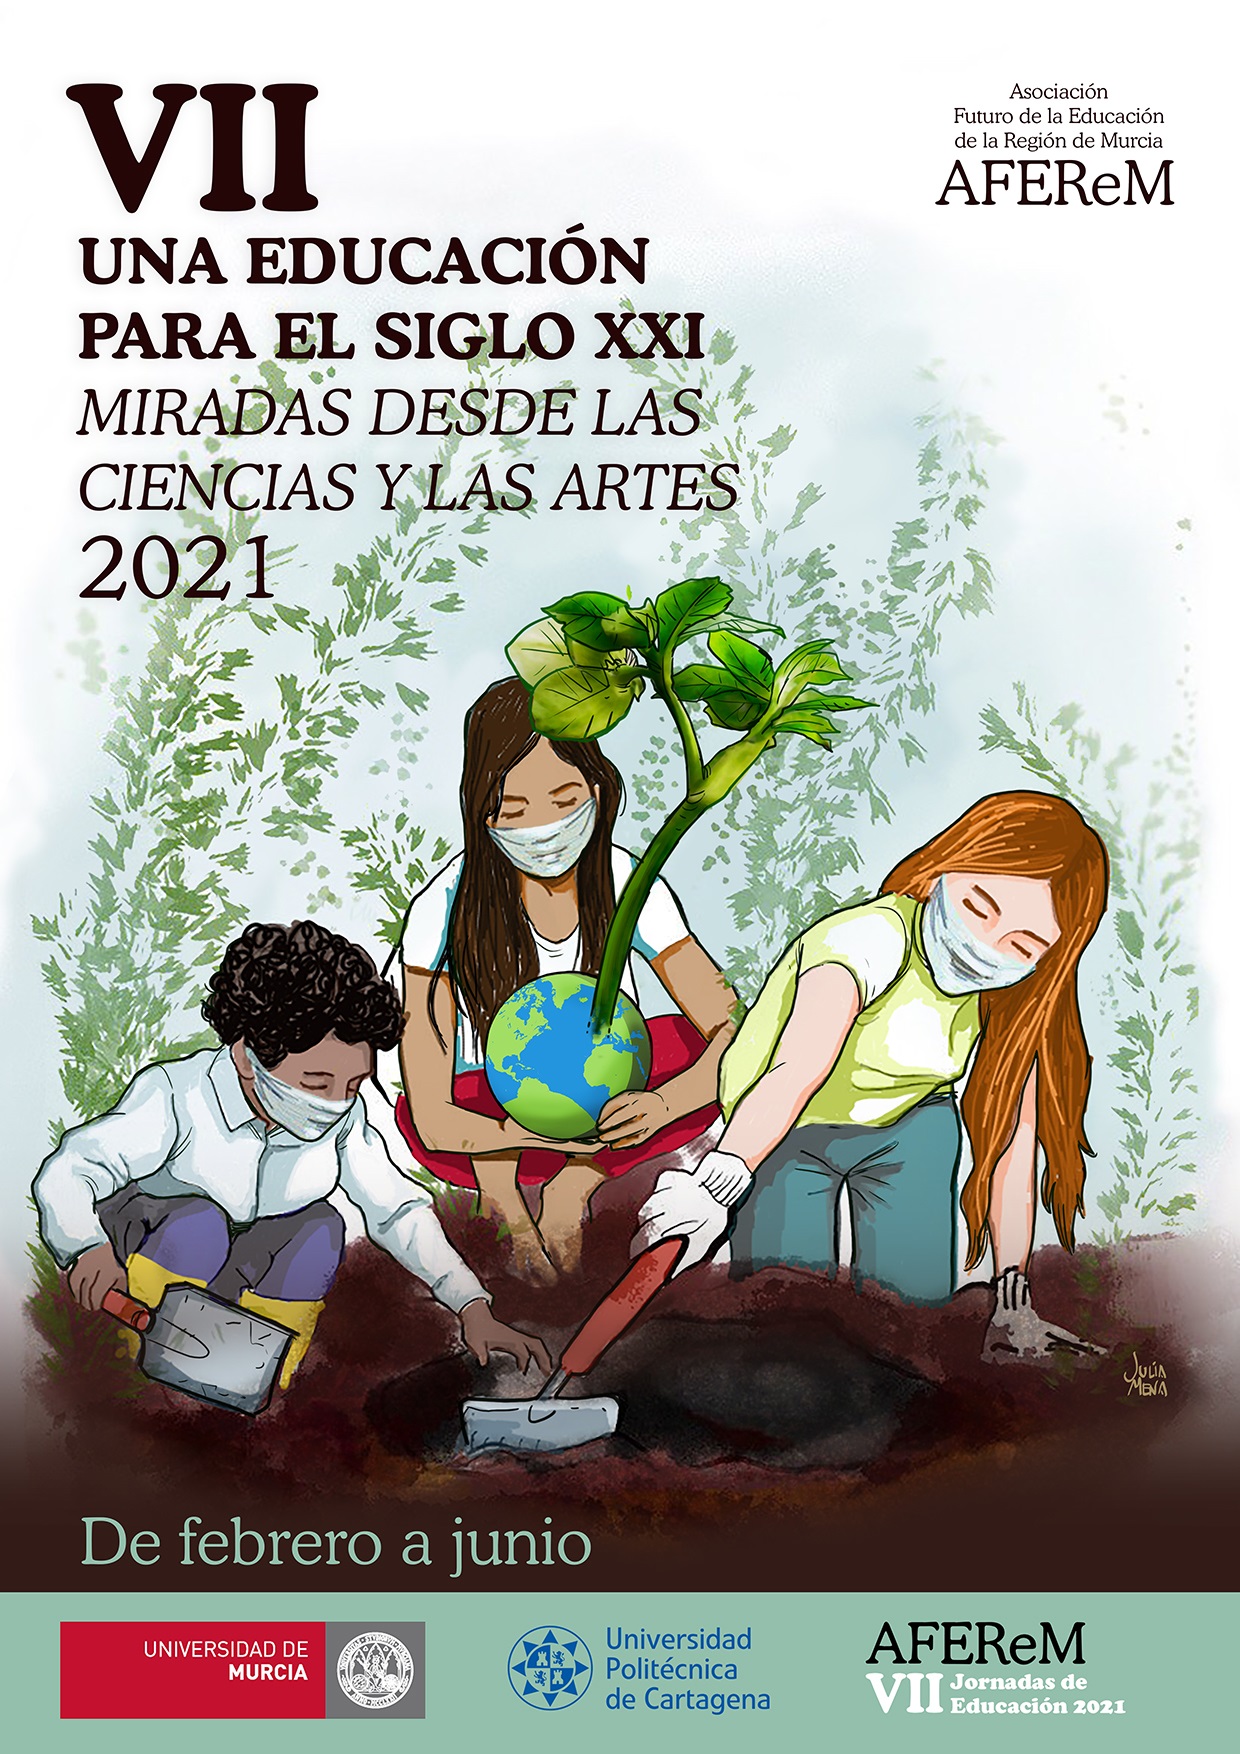 VII
UNA EDUCACIÓN
PARA EL SIGLO XXI
MIRADAS DESDE LAS
CIENCIAS Y LAS ARTES
2021
Asociación
Futuro de la Educación
de la Región de Murcia
AFEReM
JULIA
MENA
De febrero a junio
UNIVERSIDAD DE
MURCIA
Universidad
Politécnica
de Cartagena
AFEReM
VII Jornadas de
Educación 2021